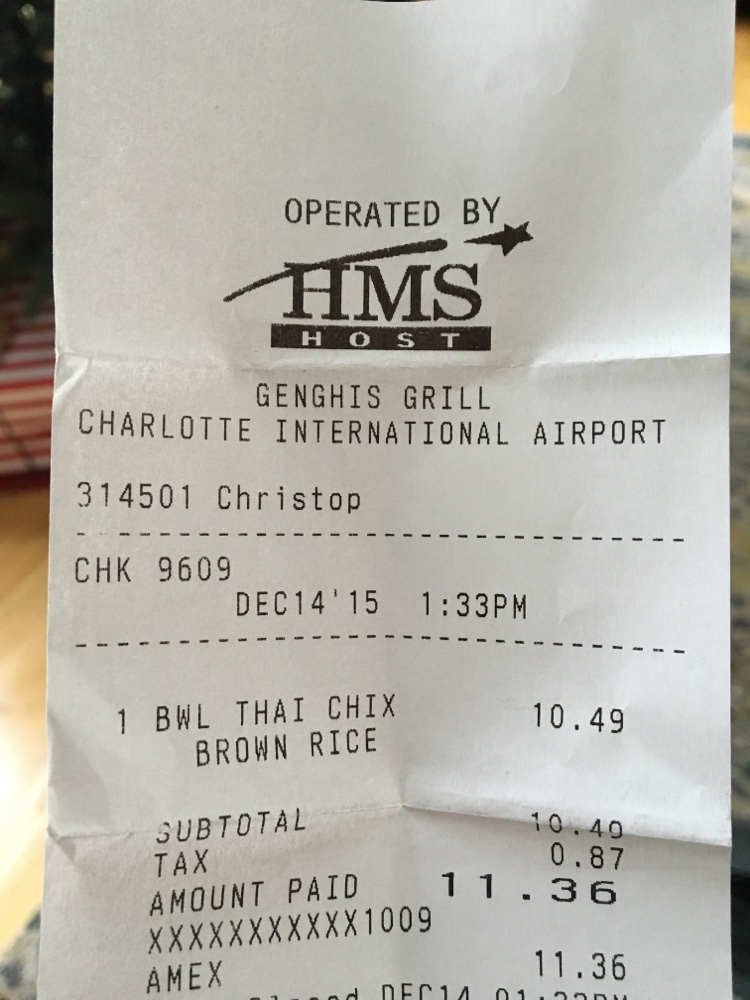 OPERATED BY
HMS
HOST
GENGHIS GRILL
CHARLOTTE INTERNATIONAL AIRPORT
314501 Christop
--------------------------------
CHK 9609
DEC14'15 1:33PM
--------------------------------
1 BWL THAI CHIX 10.49
BROWN RICE
SUBTOTAL 10.49
TAX 0.87
AMOUNT PAID 11.36
XXXXXXXXXXX1009
AMEX 11.36
DEC14